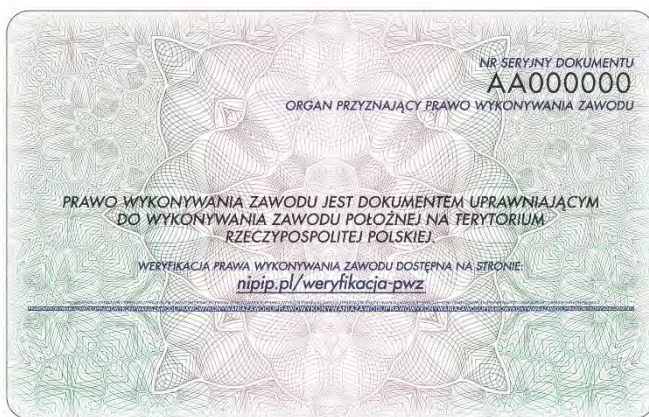 NR SERYJNY DOKUMENTU
AA000000
ORGAN PRZYZNAJĄCY PRAWO WYKONYWANIA ZAWODU
PRAWO WYKONYWANIA ZAWODU JEST DOKUMENTEM UPRAWNIAJĄCYM
DO WYKONYWANIA ZAWODU POŁOŻNEJ NA TERYTORIUM
RZECZYPOSPOLITEJ POLSKIEJ.
WERYFIKACJA PRAWA WYKONYWANIA ZAWODU DOSTĘPNA NA STRONIE:
nipip.pl/weryfikacja-pwz